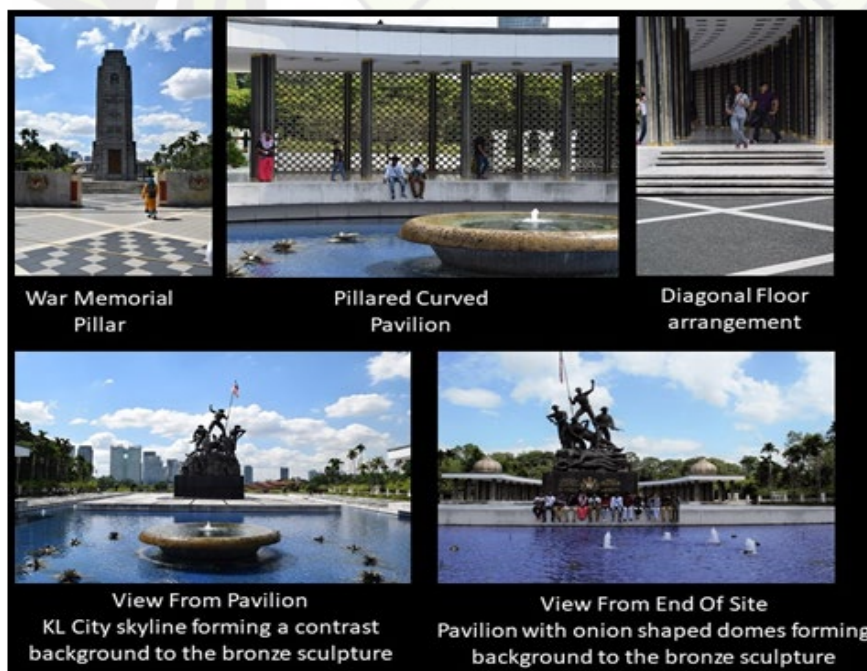 War Memorial
Pillar
Pillared Curved
Pavilion
Diagonal Floor
arrangement
View From Pavilion
KL City skyline forming a contrast
background to the bronze sculpture
View From End Of Site
Pavilion with onion shaped domes forming
background to the bronze sculpture